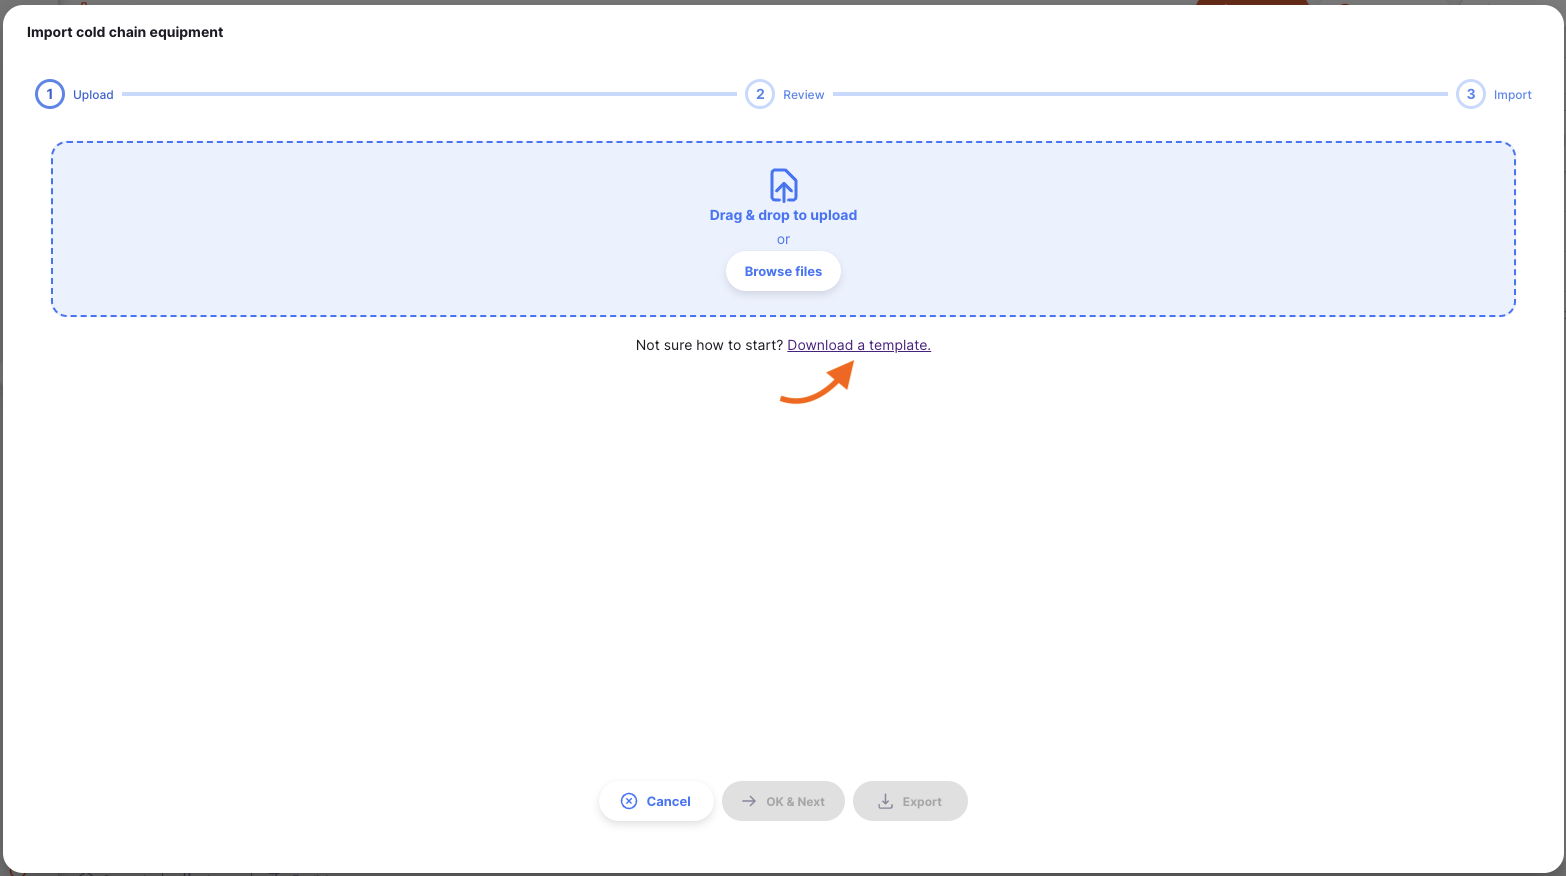 Import cold chain equipment
1 Upload 2 Review 3 Import
Drag & drop to upload
or
Browse files
Not sure how to start? Download a template.
Cancel OK & Next Export